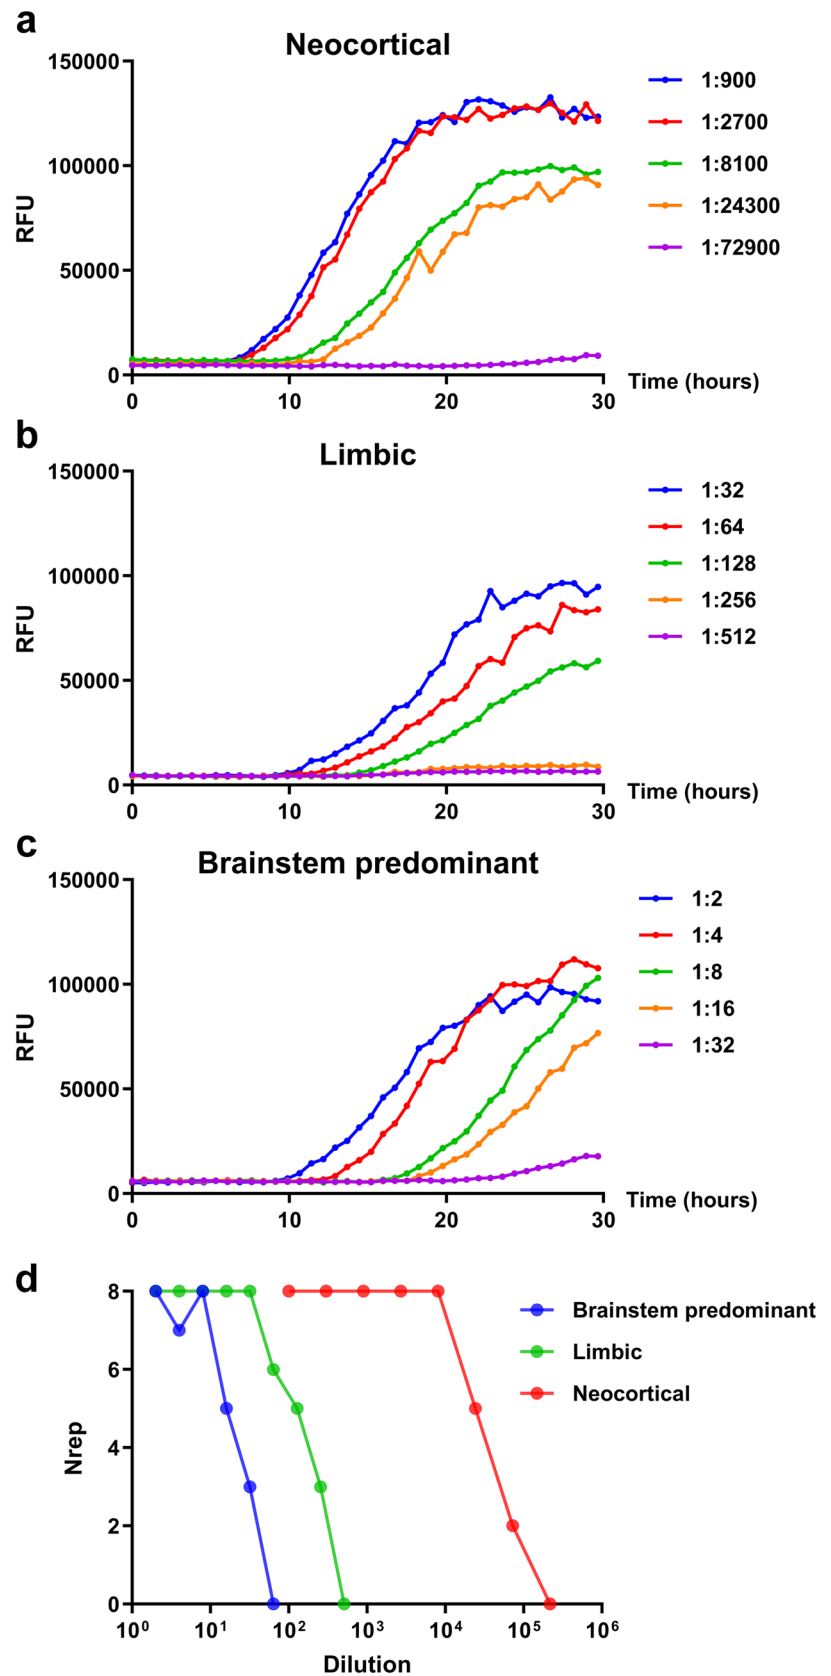 a
Neocortical
150000
100000
50000
0
RFU
0 10 20 30
Time (hours)
1:900
1:2700
1:8100
1:24300
1:72900
b
Limbic
150000
100000
50000
0
RFU
0 10 20 30
Time (hours)
1:32
1:64
1:128
1:256
1:512
c
Brainstem predominant
150000
100000
50000
0
RFU
0 10 20 30
Time (hours)
1:2
1:4
1:8
1:16
1:32
d
8
6
4
2
0
Nrep
10⁰ 10¹ 10² 10³ 10⁴ 10⁵ 10⁶
Dilution
Brainstem predominant
Limbic
Neocortical